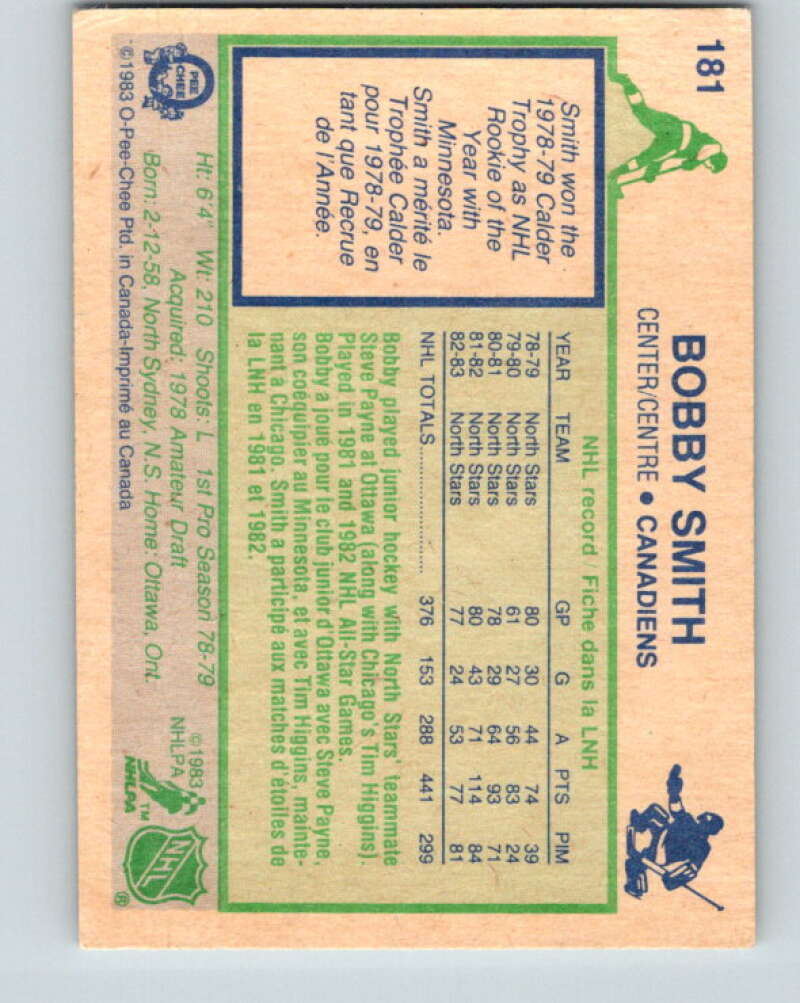 181
BOBBY SMITH
CENTER/CENTRE ● CANADIENS
Smith won the
1978-79 Calder
Trophy as NHL
Rookie of the
Year with
Minnesota.
Smith a mérité le
Trophée Calder
pour 1978-79, en
tant que Recrue
de l'Année.
NHL record / Fiche dans la LNH
YEAR TEAM GP G A PTS PIM
78-79 North Stars 80 30 44 74 39
79-80 North Stars 61 27 56 83 24
80-81 North Stars 78 29 64 93 71
81-82 North Stars 80 43 71 114 84
82-83 North Stars 77 24 53 77 81
NHL TOTALS.................... 376 153 288 441 299
Bobby played junior hockey with North Stars' teammate
Steve Payne at Ottawa (along with Chicago's Tim Higgins).
Played in 1981 and 1982 NHL All-Star Games.
Bobby a joué pour le club junior d'Ottawa avec Steve Payne,
son coéquipier au Minnesota, et avec Tim Higgins, mainte-
nant a Chicago. Smith a participé aux matches d'étoiles de
la LNH en 1981 et 1982.
Ht: 6'4" Wt: 210 Shoots: L 1st Pro Season 78-79
Acquired: 1978 Amateur Draft
Born: 2-12-58, North Sydney, N.S. Home: Ottawa, Ont.
©1983 O-Pee-Chee Ptd. in Canada-Imprimé au Canada
O
PEE
CHEE
©1983
NHLPA
NHLPA
TM
NHL
®